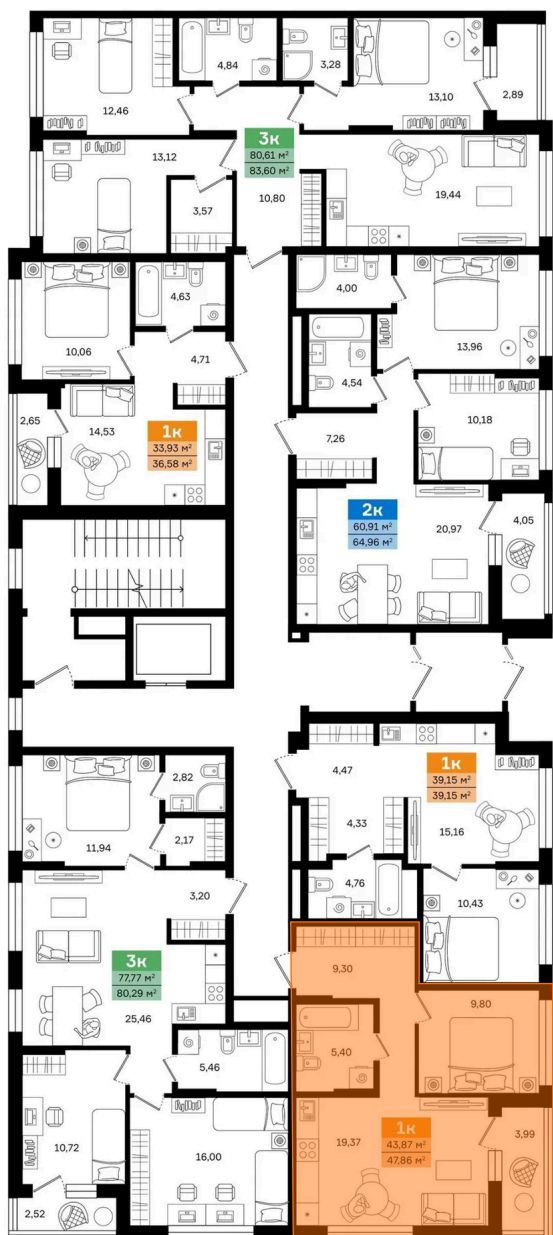 4,84
3,28
12,46
13,10
2,89
3к
80,61 м²
83,60 м²
13,12
3,57
10,80
19,44
4,63
4,00
10,06
4,71
13,96
4,54
2,65
14,53
1к
33,93 м²
36,58 м²
10,18
7,26
2к
60,91 м²
64,96 м²
20,97
4,05
2,82
4,47
1к
39,15 м²
39,15 м²
11,94
2,17
4,33
15,16
3,20
4,76
10,43
3к
77,77 м²
80,29 м²
25,46
9,30
9,80
5,46
5,40
10,72
16,00
19,37
1к
43,87 м²
47,86 м²
3,99
2,52